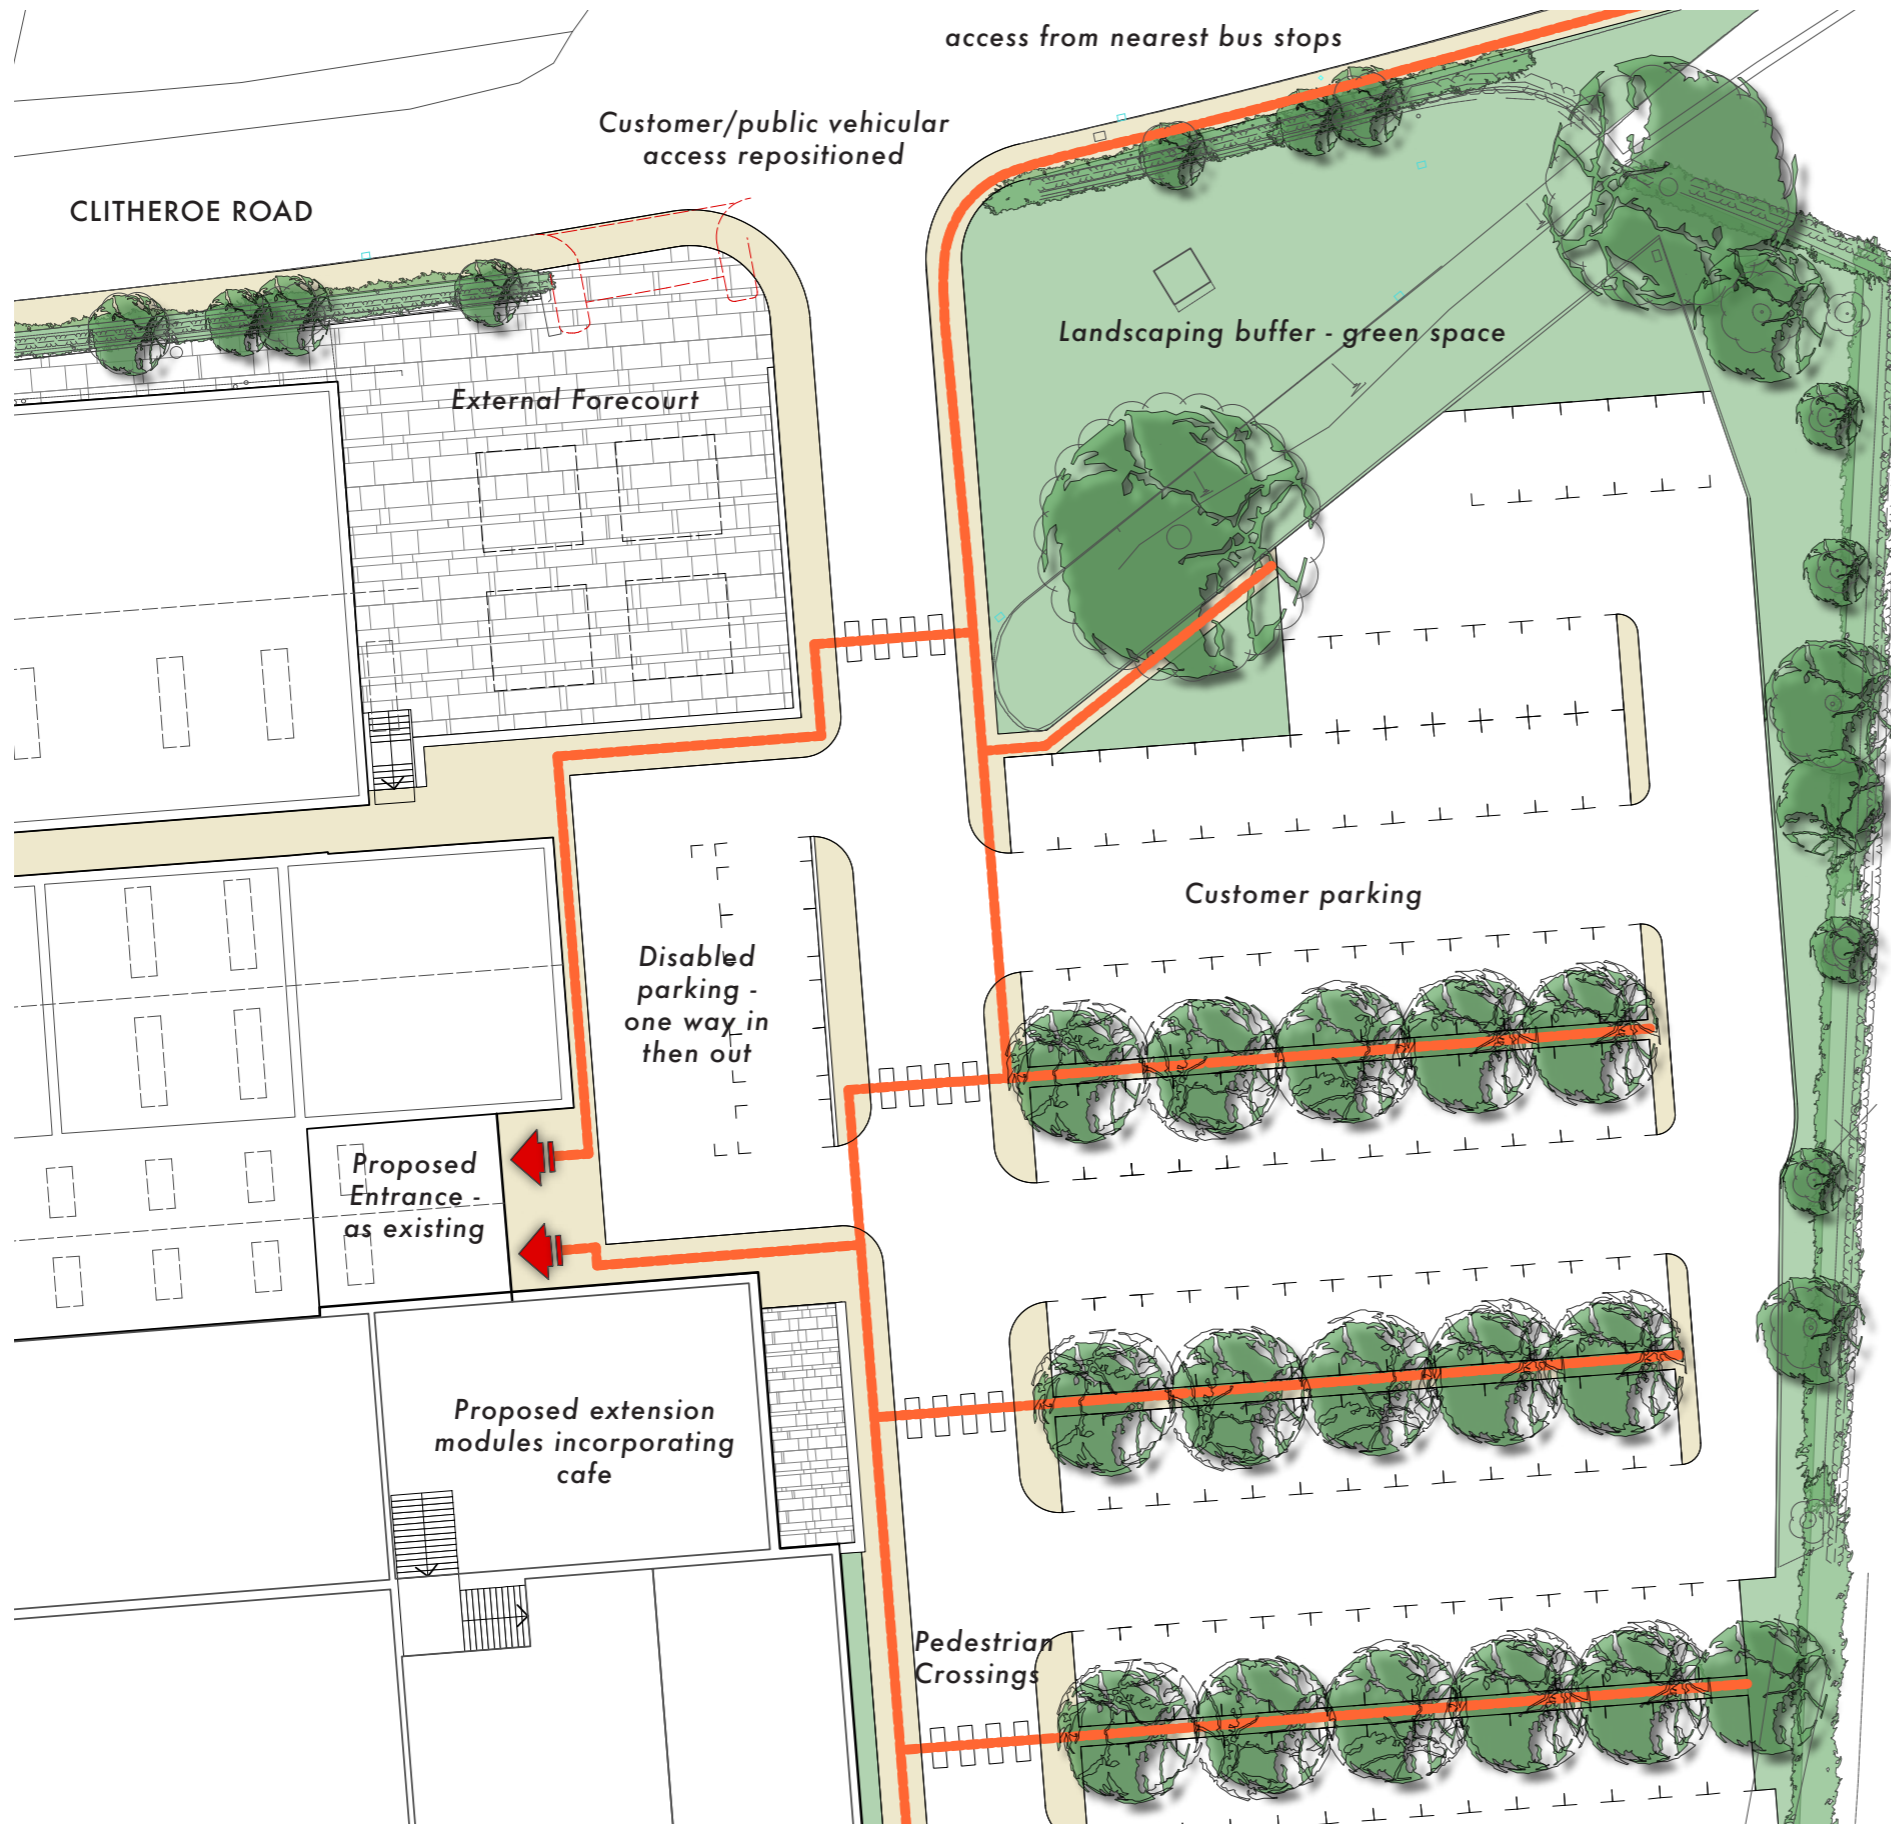 access from nearest bus stops
Customer/public vehicular
access repositioned
CLITHEROE ROAD
Landscaping buffer - green space
External Forecourt
Customer parking
Disabled
parking -
one way in
then out
Proposed
Entrance -
as existing
Proposed extension
modules incorporating
cafe
Pedestrian
Crossings